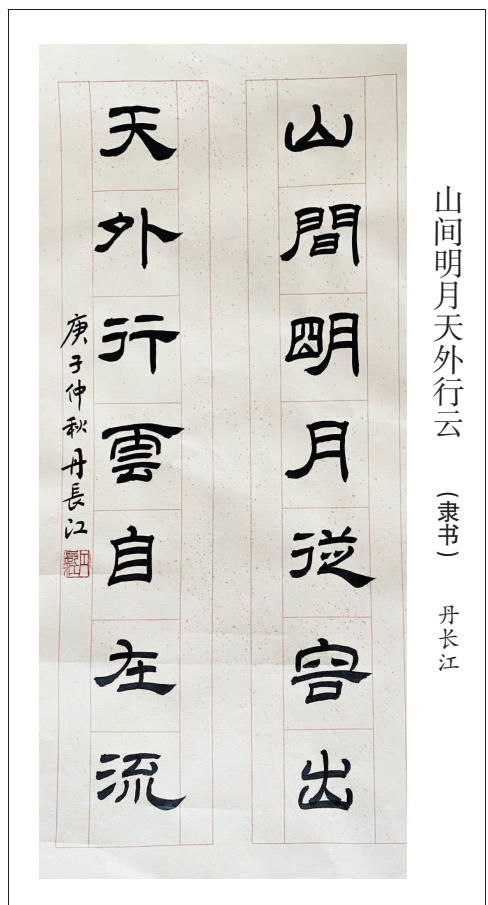 山间明月天外行云
（隶书）
丹长江
山間明月從容出
天外行雲自在流
庚子仲秋丹長江